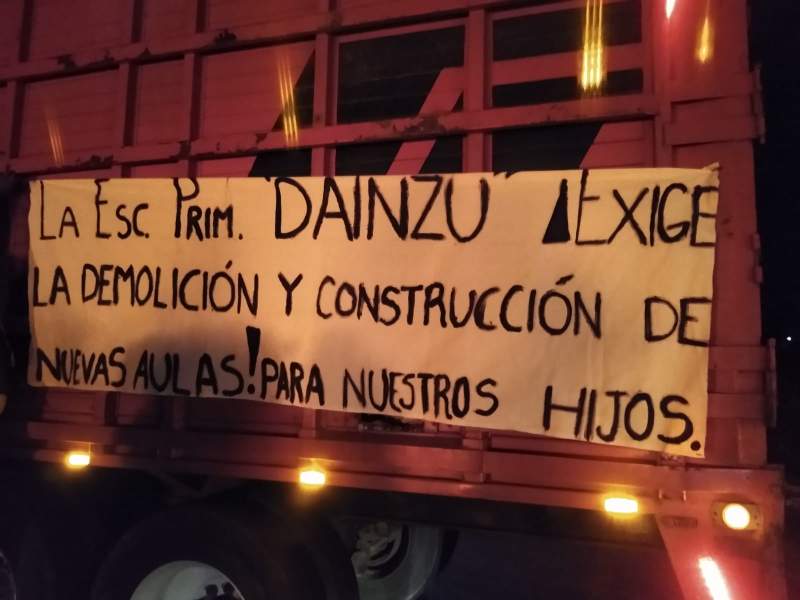 LA ESC. PRIM. "DAINZU" ¡EXIGE
LA DEMOLICIÓN Y CONSTRUCCIÓN DE
NUEVAS AULAS! PARA NUESTROS HIJOS.